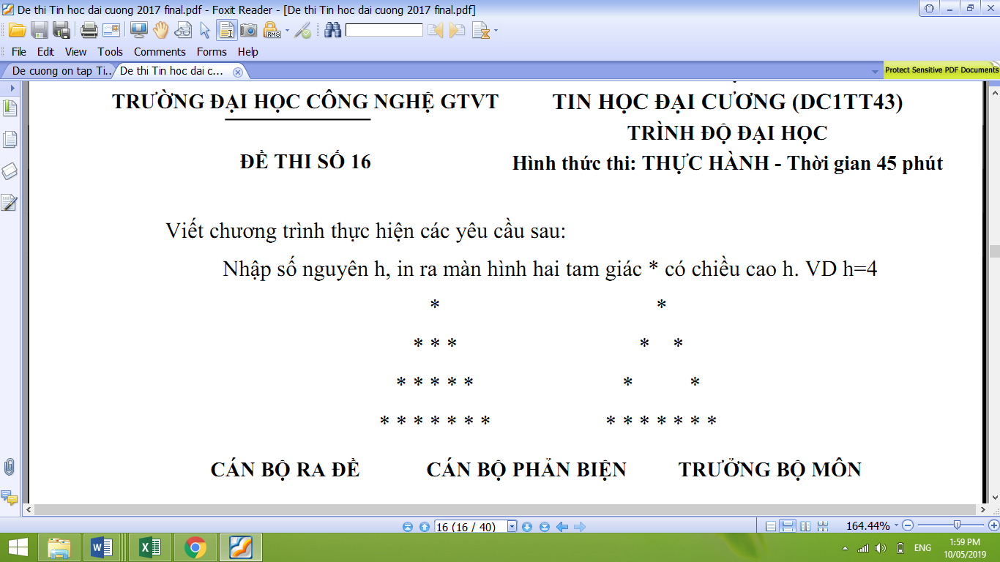 De thi Tin hoc dai cuong 2017 final.pdf - Foxit Reader - [De thi Tin hoc dai cuong 2017 final.pdf]
File Edit View Tools Comments Forms Help
De cuong on tap Ti.. De thi Tin hoc dai c... Protect Sensitive PDF Documents
TRƯỜNG ĐẠI HỌC CÔNG NGHỆ GTVT TIN HỌC ĐẠI CƯƠNG (DC1TT43)
TRÌNH ĐỘ ĐẠI HỌC
ĐỀ THI SỐ 16 Hình thức thi: THỰC HÀNH - Thời gian 45 phút
Viết chương trình thực hiện các yêu cầu sau:
Nhập số nguyên h, in ra màn hình hai tam giác * có chiều cao h. VD h=4
* *
* * * * *
* * * * * * *
* * * * * * * * * * * * * *
CÁN BỘ RA ĐỀ CÁN BỘ PHẢN BIỆN TRƯỞNG BỘ MÔN
16 (16 / 40) 164.44%
ENG 1:59 PM
10/05/2019